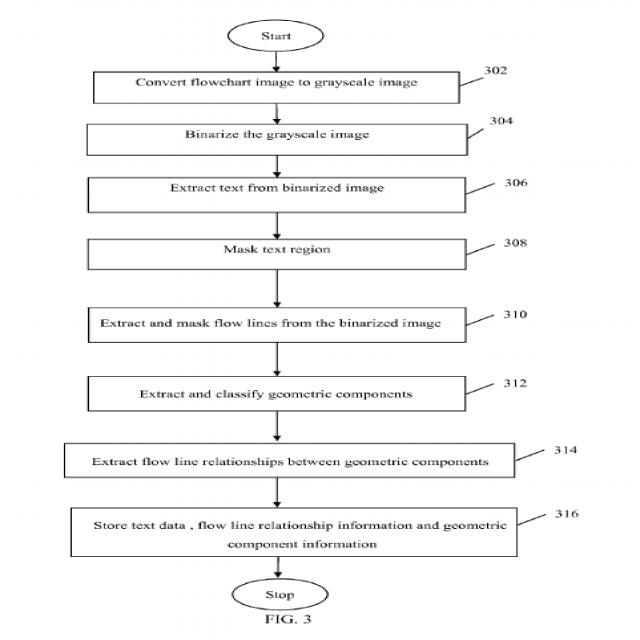 Start
Convert flowchart image to grayscale image
302
Binarize the grayscale image
304
Extract text from binarized image
306
Mask text region
308
Extract and mask flow lines from the binarized image
310
Extract and classify geometric components
312
Extract flow line relationships between geometric components
314
Store text data , flow line relationship information and geometric
component information
316
Stop
FIG. 3